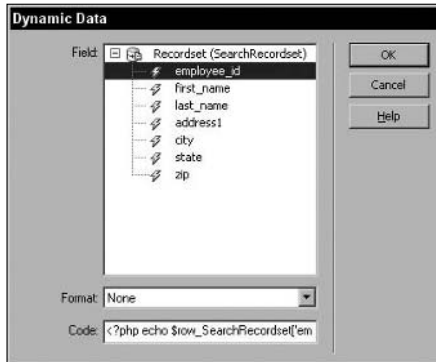 Dynamic Data
Field:
Recordset (SearchRecordset)
employee_id
first_name
last_name
address1
city
state
zip
OK
Cancel
Help
Format: None
Code: <?php echo $row_SearchRecordset['em